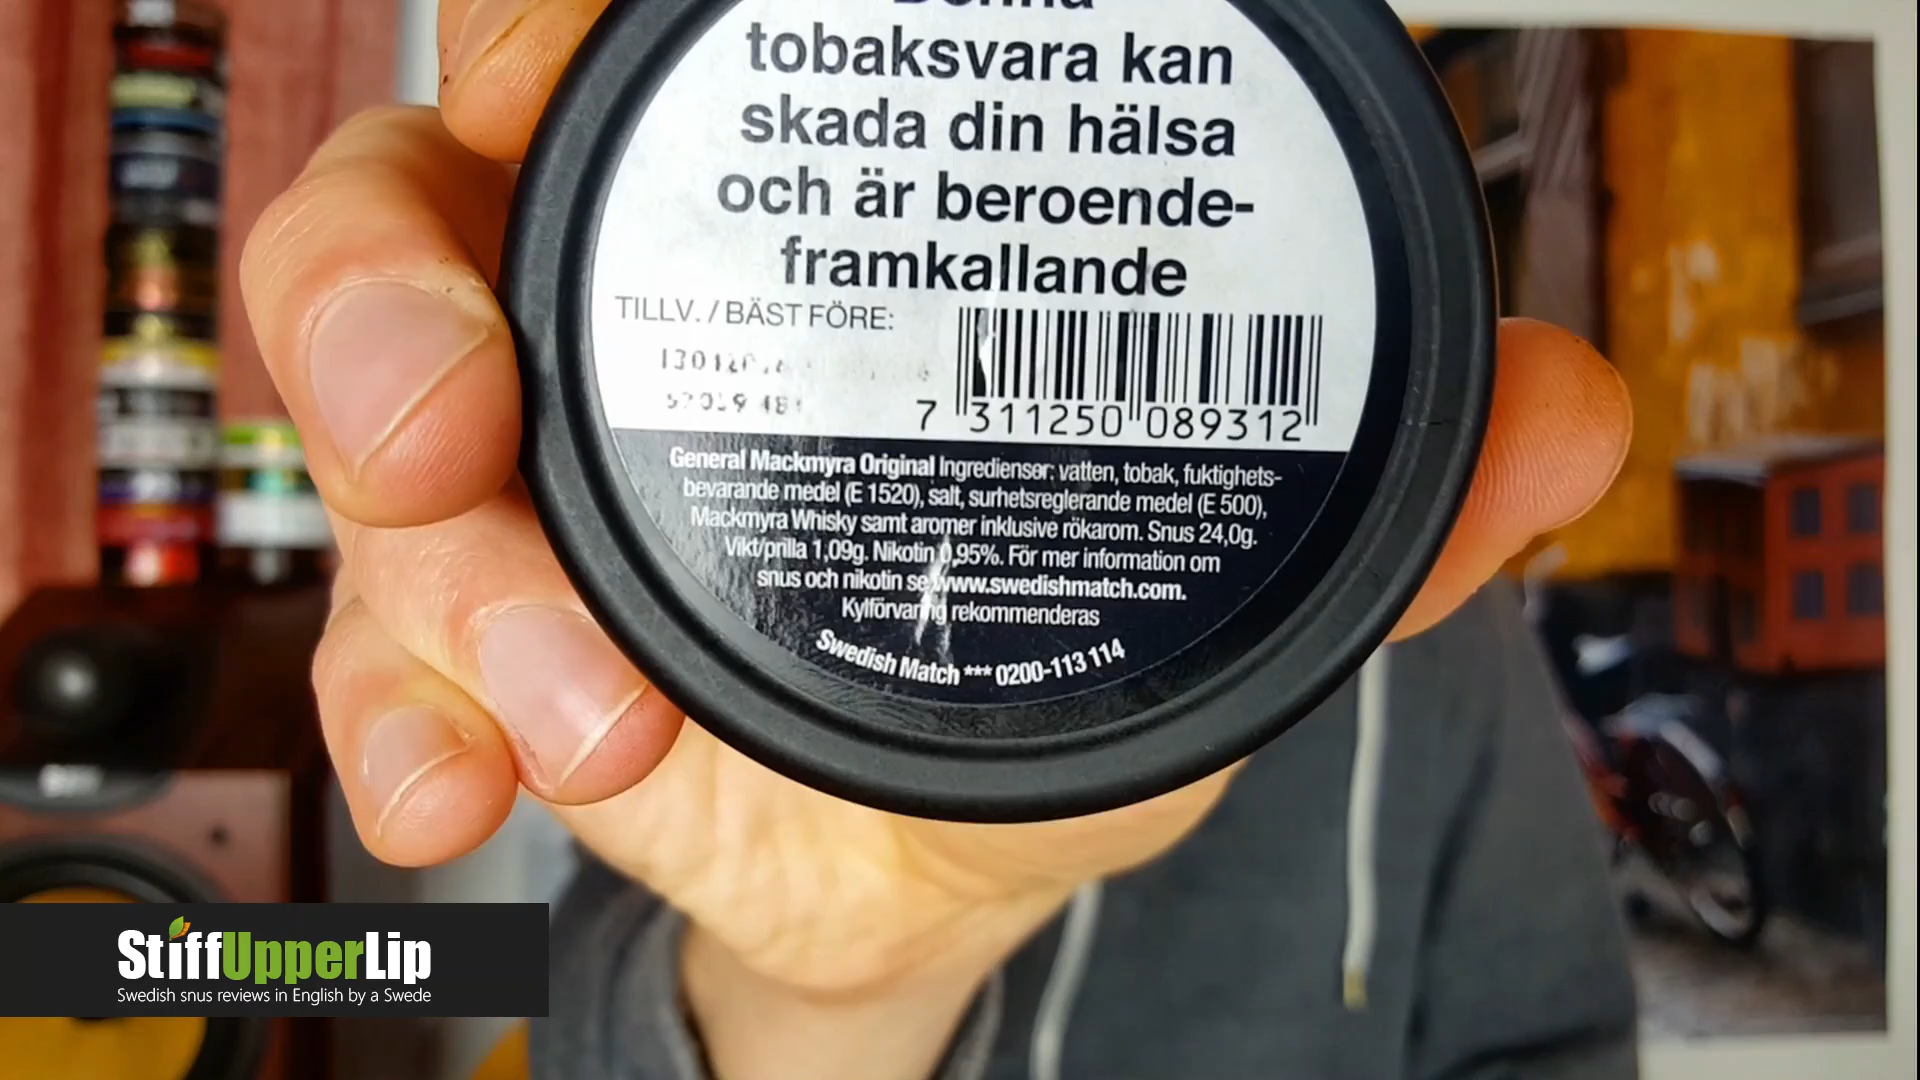 Denna
tobaksvara kan
skada din hälsa
och är beroende-
framkallande
TILLV. / BÄST FÖRE:
7 311250 089312
General Mackmyra Original Ingredienser: vatten, tobak, fuktighets-
bevarande medel (E 1520), salt, surhetsreglerande medel (E 500),
Mackmyra Whisky samt aromer inklusive rökarom. Snus 24,0g.
Vikt/prilla 1,09g. Nikotin 0,95%. För mer information om
snus och nikotin se www.swedishmatch.com.
Kylförvaring rekommenderas
Swedish Match *** 0200-113 114
StiffUpperLip
Swedish snus reviews in English by a Swede